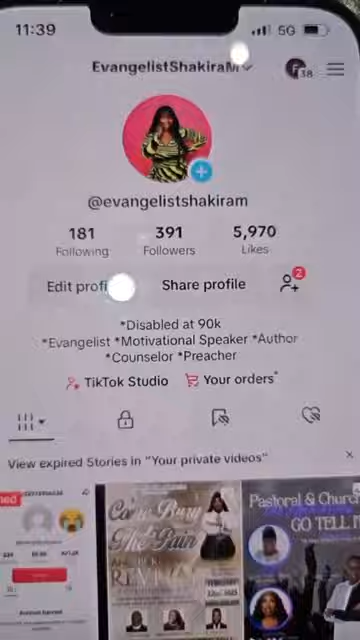 11:39
5G
EvangelistShakiraM
38
@evangelistshakiram
181
391
5,970
Following
Followers
Likes
Edit profi
Share profile
2
*Disabled at 90k
*Evangelist *Motivational Speaker *Author
*Counselor *Preacher
TikTok Studio
Your orders
View expired Stories in "Your private videos"
Come Bury
The Pain
Pastoral & Church
GO TELL I